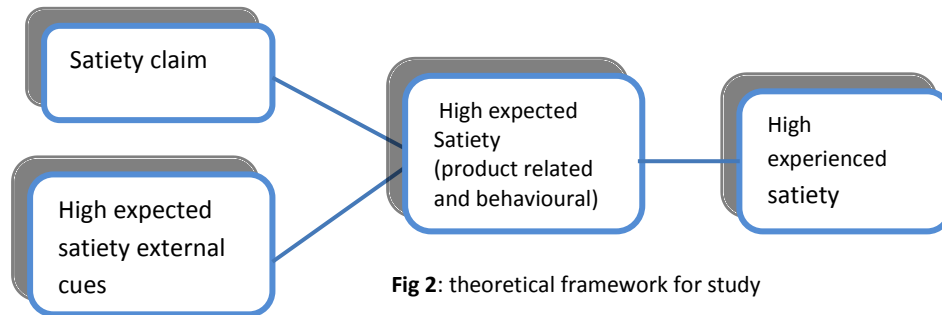 Satiety claim
High expected
satiety external
cues
High expected
Satiety
(product related
and behavioural)
High
experienced
satiety
Fig 2: theoretical framework for study